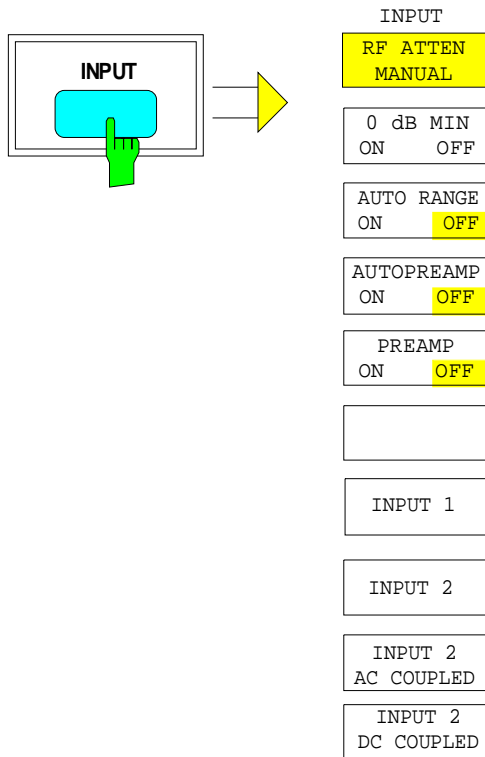 INPUT
INPUT
RF ATTEN
MANUAL
0 dB MIN
ON OFF
AUTO RANGE
ON OFF
AUTOPREAMP
ON OFF
PREAMP
ON OFF
INPUT 1
INPUT 2
INPUT 2
AC COUPLED
INPUT 2
DC COUPLED